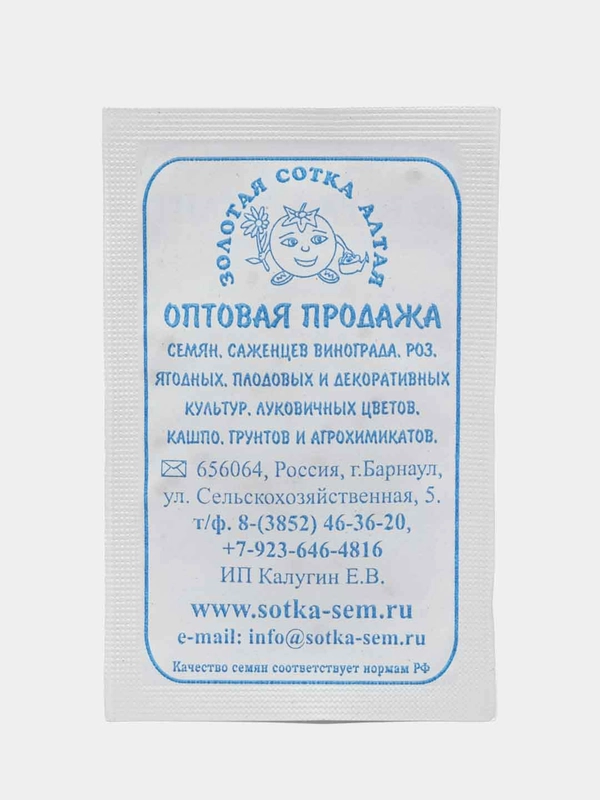 ЗОЛОТАЯ СОТКА АЛТАЯ
ОПТОВАЯ ПРОДАЖА
СЕМЯН, САЖЕНЦЕВ ВИНОГРАДА, РОЗ,
ЯГОДНЫХ, ПЛОДОВЫХ И ДЕКОРАТИВНЫХ
КУЛЬТУР, ЛУКОВИЧНЫХ ЦВЕТОВ,
КАШПО, ГРУНТОВ И АГРОХИМИКАТОВ.
656064, Россия, г.Барнаул,
ул. Сельскохозяйственная, 5.
т/ф. 8-(3852) 46-36-20,
+7-923-646-4816
ИП Калугин Е.В.
www.sotka-sem.ru
e-mail: info@sotka-sem.ru
Качество семян соответствует нормам РФ